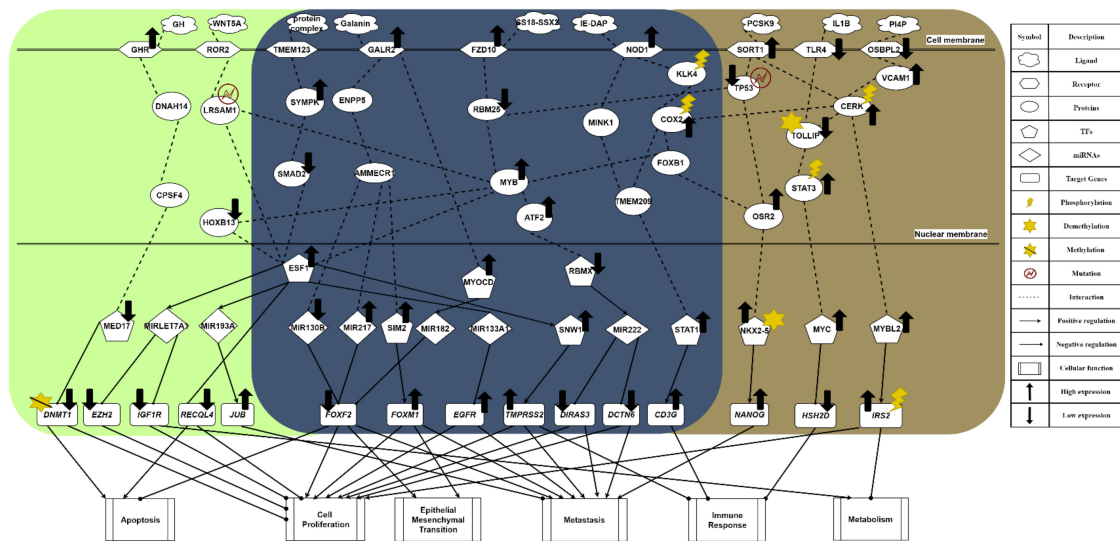 GH
WNT5A
protein
complex
Galanin
SS18-SSX2
IE-DAP
PCSK9
IL1B
PI4P
Cell membrane
GHR
ROR2
TMEM123
GALR2
FZD10
NOD1
SORT1
TLR4
OSBPL2
KLK4
TP53
VCAM1
DNAH14
LRSAM1
SYMPK
ENPP5
RBM25
MINK1
COX2
CERK
TOLLIP
FOXB1
SMAD2
AMMECR1
MYB
STAT3
CPSF4
HOXB13
ATF2
TMEM209
OSR2
Nuclear membrane
ESF1
MYOCD
RBMX
MED17
MIRLET7A1
MIR193A
MIR130B
MIR217
SIM2
MIR182
MIR133A1
SNW1
MIR222
STAT1
NKX2-5
MYC
MYBL2
DNMT1
EZH2
IGF1R
RECQL4
JUB
FOXF2
FOXM1
EGFR
TMPRSS2
DIRAS3
DCTN6
CD3G
NANOG
HSH2D
IRS2
Apoptosis
Cell
Proliferation
Epithelial
Mesenchymal
Transition
Metastasis
Immune
Response
Metabolism
Symbol Description
Ligand
Receptor
Proteins
TFs
miRNAs
Target Genes
Phosphorylation
Demethylation
Methylation
Mutation
Interaction
Positive regulation
Negative regulation
Cellular function
High expression
Low expression